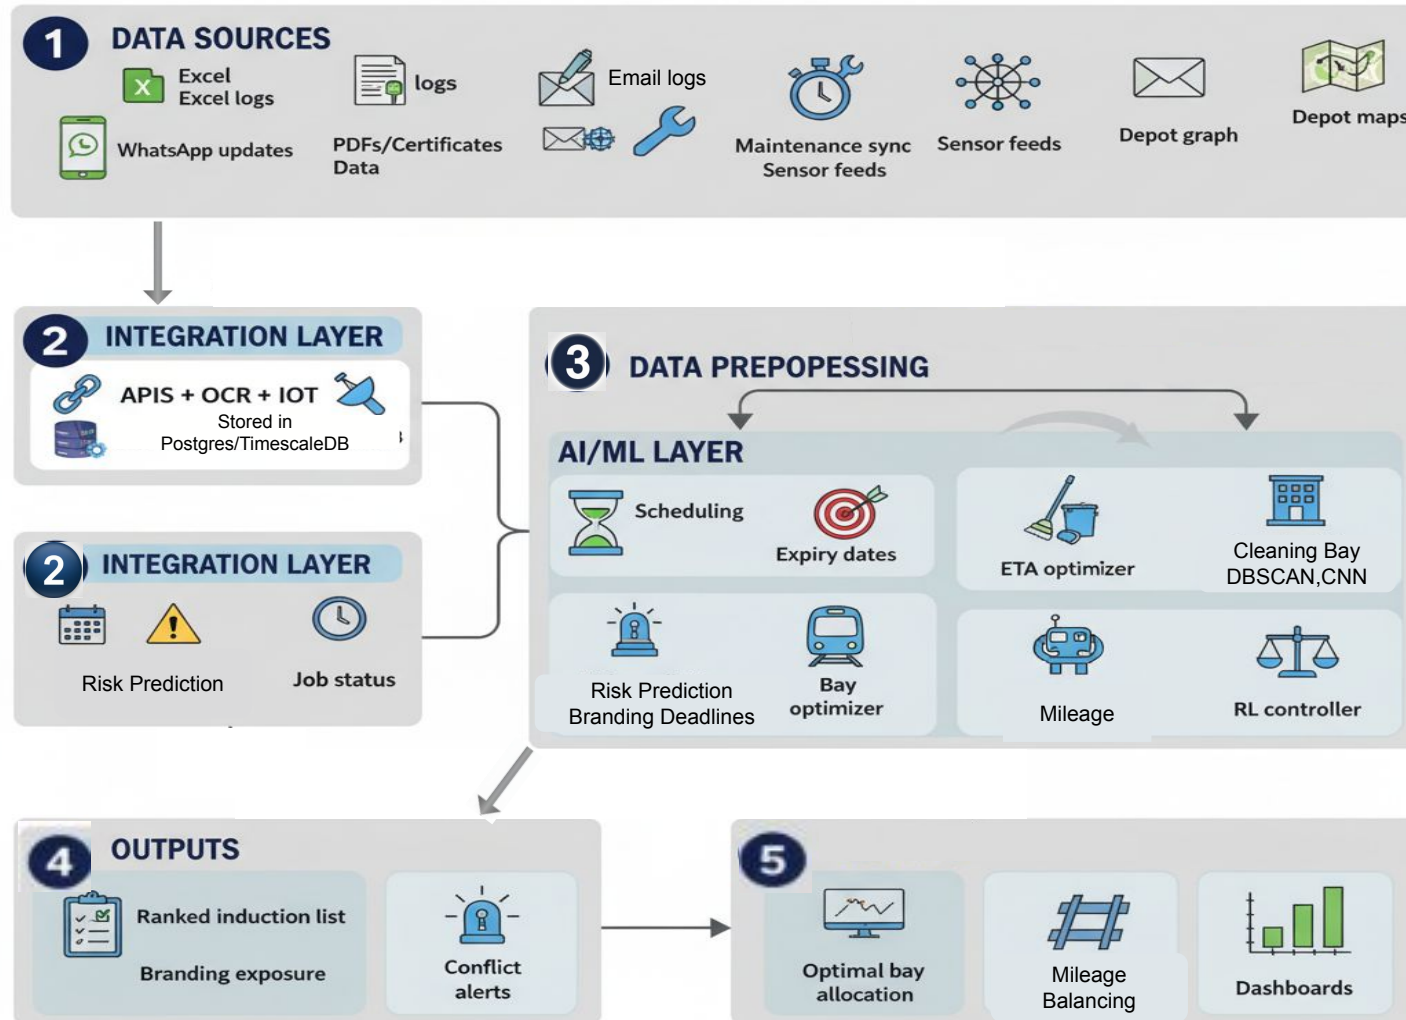 1 DATA SOURCES
Excel
Excel logs
WhatsApp updates
logs
PDFs/Certificates
Data
Email logs
Maintenance sync
Sensor feeds
Sensor feeds
Depot graph
Depot maps
2 INTEGRATION LAYER
APIS + OCR + IOT
Stored in
Postgres/TimescaleDB
2 INTEGRATION LAYER
Risk Prediction
Job status
3 DATA PREPOPESSING
AI/ML LAYER
Scheduling
Expiry dates
ETA optimizer
Cleaning Bay
DBSCAN,CNN
Risk Prediction
Branding Deadlines
Bay
optimizer
Mileage
RL controller
4 OUTPUTS
Ranked induction list
Branding exposure
Conflict
alerts
5
Optimal bay
allocation
Mileage
Balancing
Dashboards